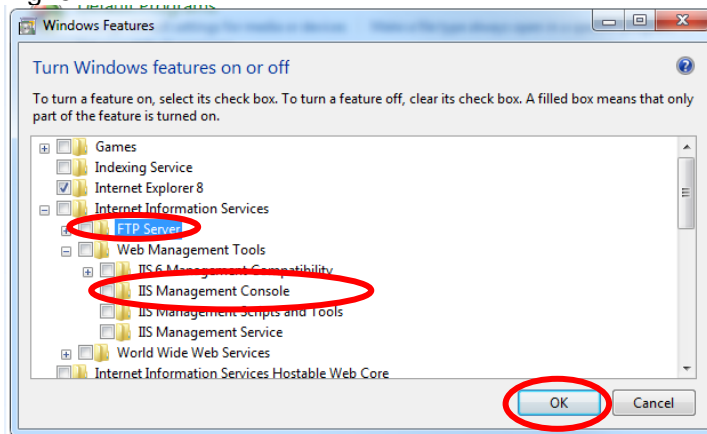 Default Programs
Windows Features
Turn Windows features on or off
To turn a feature on, select its check box. To turn a feature off, clear its check box. A filled box means that only
part of the feature is turned on.
Games
Indexing Service
Internet Explorer 8
Internet Information Services
FTP Server
Web Management Tools
IIS 6 Management Compatibility
IIS Management Console
IIS Management Scripts and Tools
IIS Management Service
World Wide Web Services
Internet Information Services Hostable Web Core
OK
Cancel